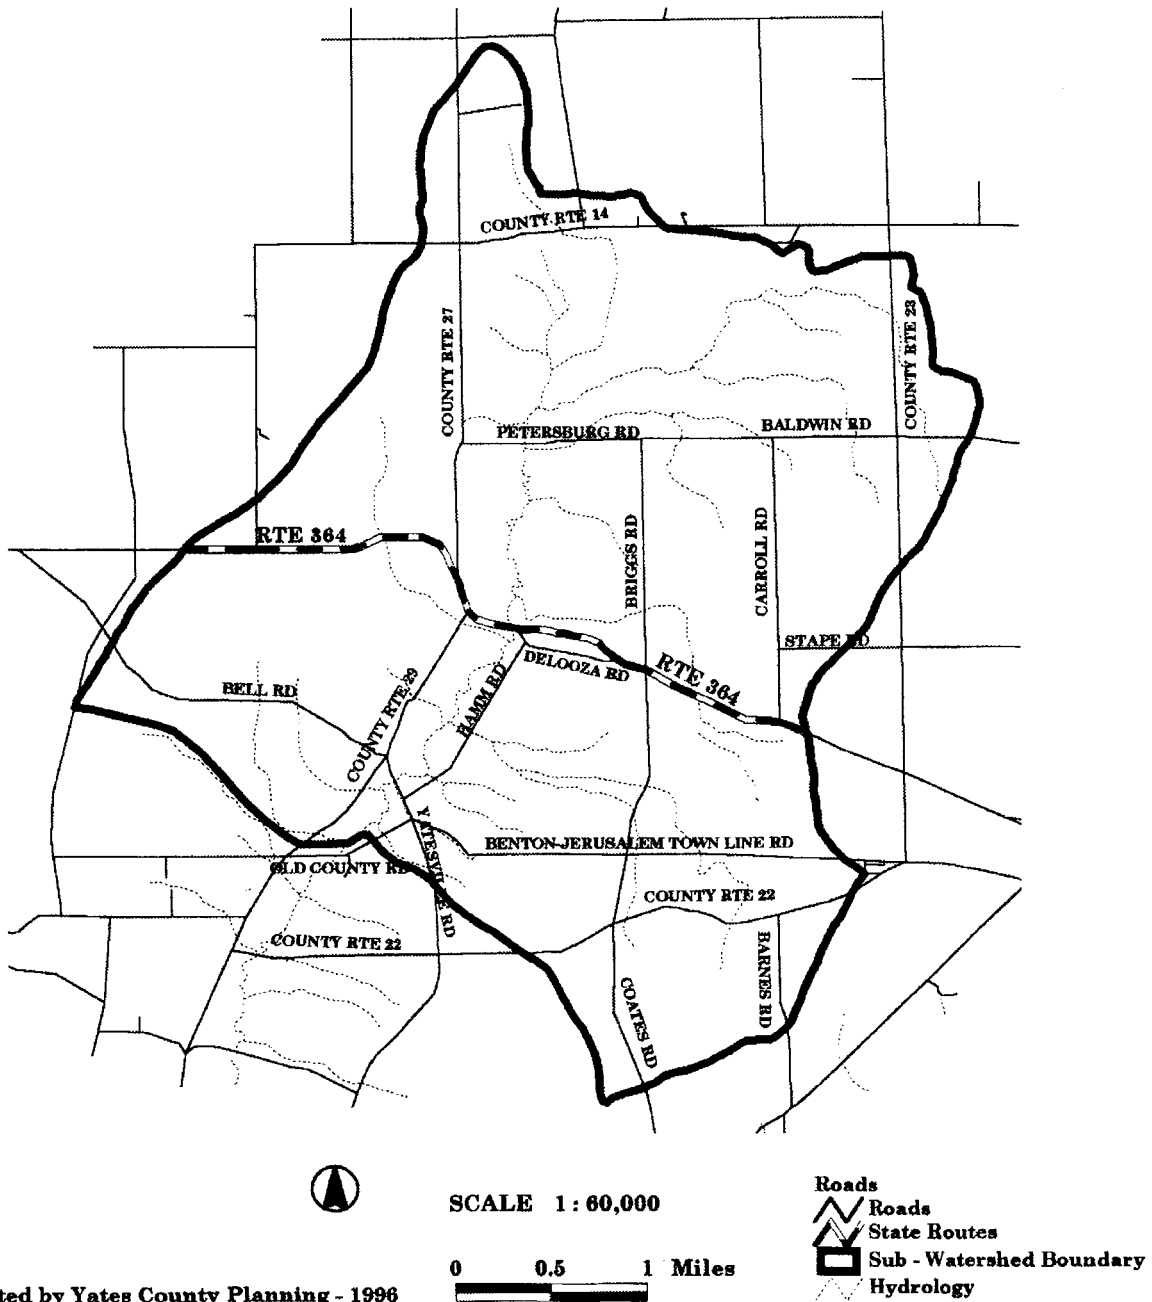 COUNTY RTE 14
COUNTY RTE 27
COUNTY RTE 23
PETERSBURG RD
BALDWIN RD
RTE 364
BRIGGS RD
CARROLL RD
STAPE RD
DELOOZA RD
RTE 364
HAMM RD
BELL RD
COUNTY RTE 29
YATESVILLE RD
BENTON-JERUSALEM TOWN LINE RD
OLD COUNTY RD
COUNTY RTE 22
COUNTY RTE 22
BARNES RD
COATES RD
SCALE 1 : 60,000
0 0.5 1 Miles
Roads
Roads
State Routes
Sub - Watershed Boundary
Hydrology
ted by Yates County Planning - 1996